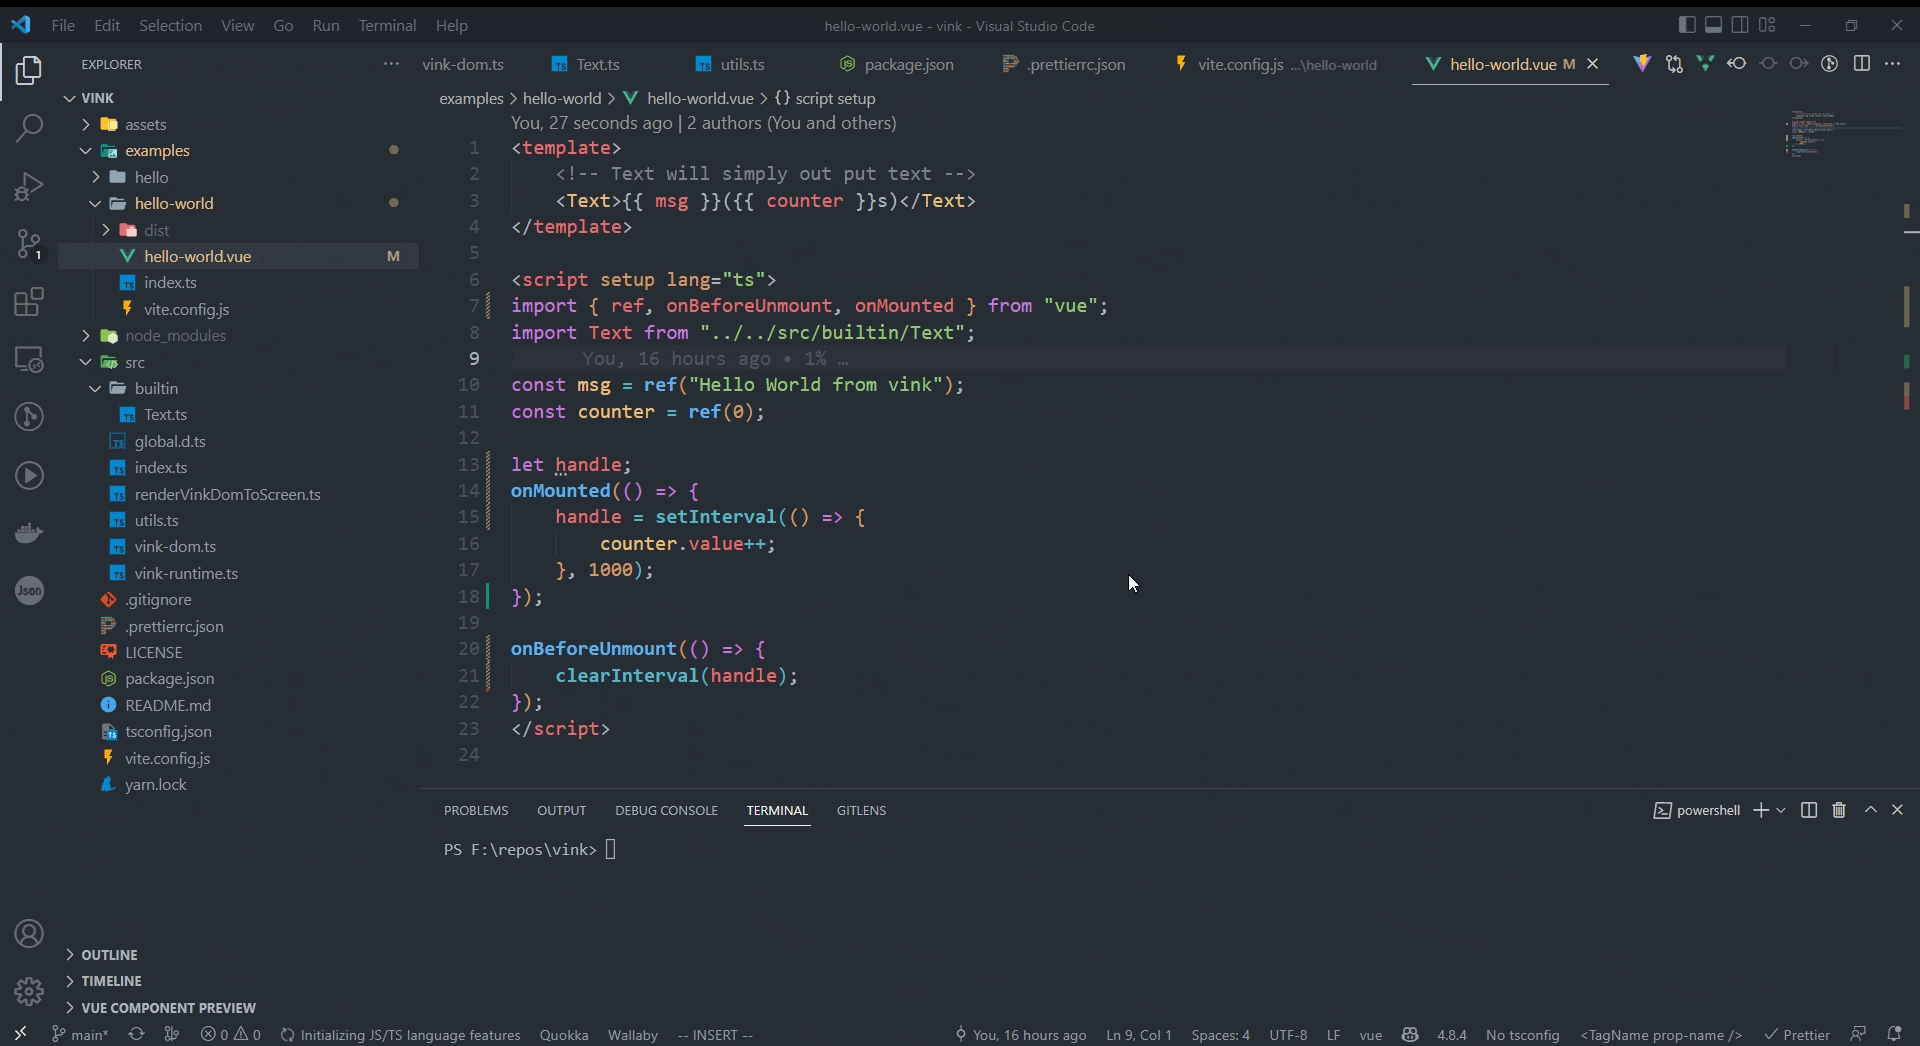 File Edit Selection View Go Run Terminal Help
hello-world.vue - vink - Visual Studio Code
EXPLORER
vink-dom.ts
Text.ts
utils.ts
package.json
.prettierrc.json
vite.config.js ...\hello-world
hello-world.vue M
VINK
assets
examples
hello
hello-world
dist
hello-world.vue M
index.ts
vite.config.js
node_modules
src
builtin
Text.ts
global.d.ts
index.ts
renderVinkDomToScreen.ts
utils.ts
vink-dom.ts
vink-runtime.ts
.gitignore
.prettierrc.json
LICENSE
package.json
README.md
tsconfig.json
vite.config.js
yarn.lock
OUTLINE
TIMELINE
VUE COMPONENT PREVIEW
1
Json
examples > hello-world > hello-world.vue > {} script setup
You, 27 seconds ago | 2 authors (You and others)
1 <template>
2 <!-- Text will simply out put text -->
3 <Text>{{ msg }}({{ counter }}s)</Text>
4 </template>
5
6 <script setup lang="ts">
7 import { ref, onBeforeUnmount, onMounted } from "vue";
8 import Text from "../../src/builtin/Text";
9 You, 16 hours ago • 1% …
10 const msg = ref("Hello World from vink");
11 const counter = ref(0);
12
13 let handle;
14 onMounted(() => {
15 handle = setInterval(() => {
16 counter.value++;
17 }, 1000);
18 });
19
20 onBeforeUnmount(() => {
21 clearInterval(handle);
22 });
23 </script>
24
PROBLEMS OUTPUT DEBUG CONSOLE TERMINAL GITLENS
powershell
PS F:\repos\vink>
main* 0 0 Initializing JS/TS language features Quokka Wallaby -- INSERT --
You, 16 hours ago Ln 9, Col 1 Spaces: 4 UTF-8 LF vue 4.8.4 No tsconfig <TagName prop-name /> Prettier